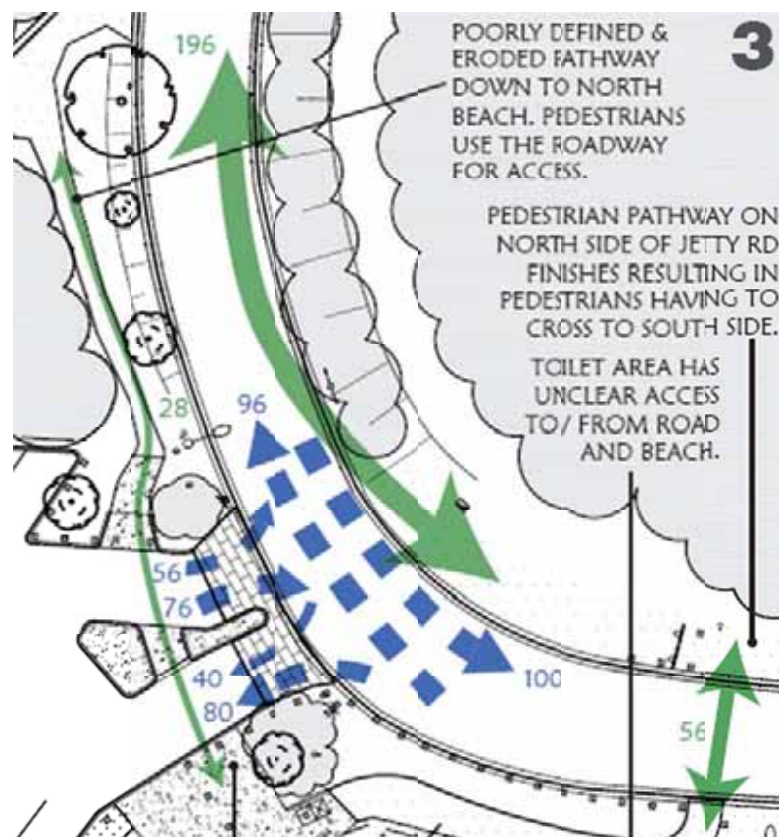 3
POORLY DEFINED &
ERODED PATHWAY
DOWN TO NORTH
BEACH. PEDESTRIANS
USE THE ROADWAY
FOR ACCESS.
PEDESTRIAN PATHWAY ON
NORTH SIDE OF JETTY RD
FINISHES RESULTING IN
PEDESTRIANS HAVING TO
CROSS TO SOUTH SIDE.
TOILET AREA HAS
UNCLEAR ACCESS
TO/ FROM ROAD
AND BEACH.
196
28
96
56
76
40
80
100
56